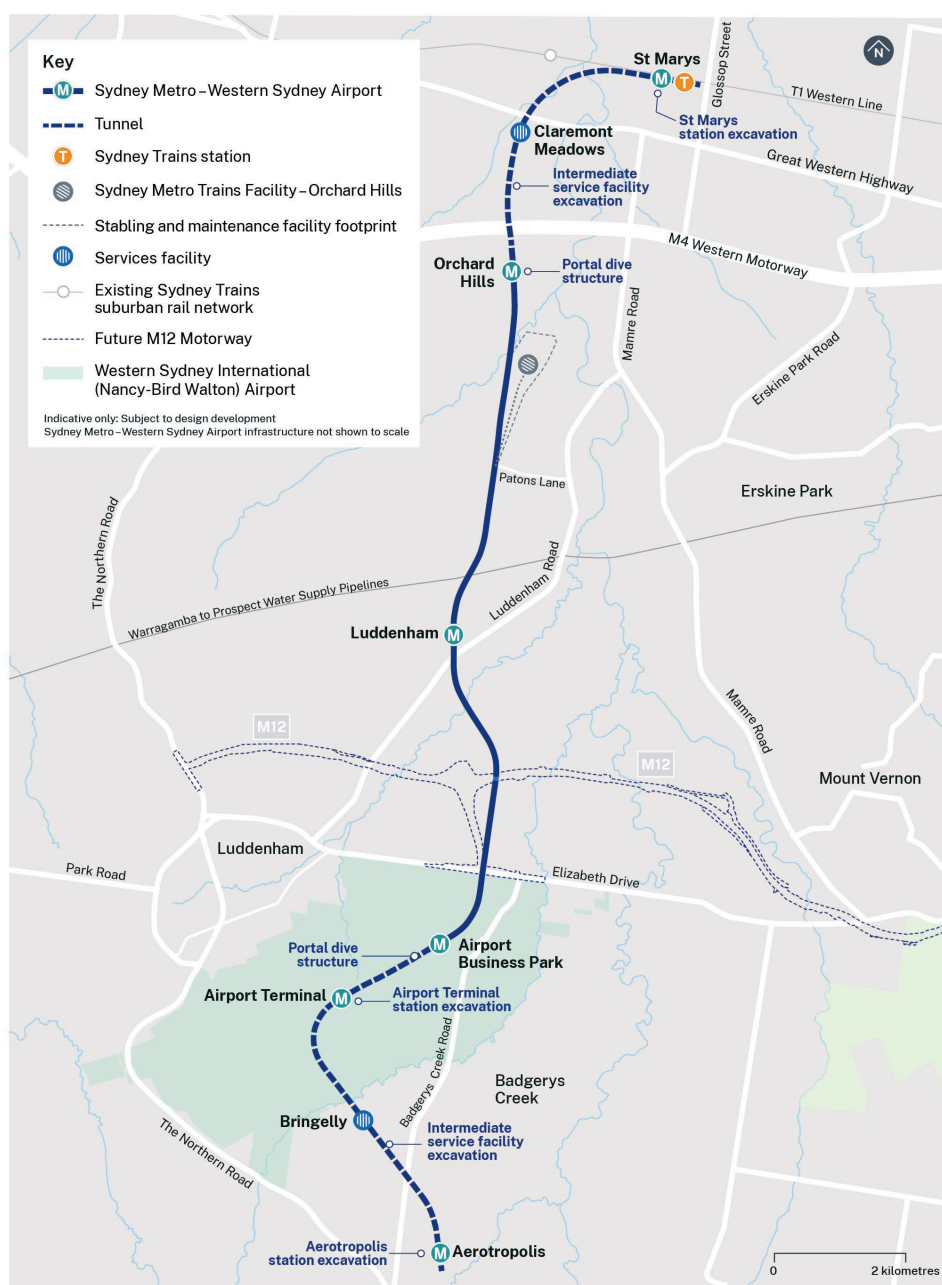 Key
M
Sydney Metro – Western Sydney Airport
Tunnel
T
Sydney Trains station
Sydney Metro Trains Facility – Orchard Hills
Stabling and maintenance facility footprint
Services facility
Existing Sydney Trains
suburban rail network
Future M12 Motorway
Western Sydney International
(Nancy-Bird Walton) Airport
Indicative only: Subject to design development
Sydney Metro – Western Sydney Airport infrastructure not shown to scale
N
St Marys
M
T
Glossop Street
T1 Western Line
St Marys
station excavation
Claremont
Meadows
Great Western Highway
Intermediate
service facility
excavation
M4 Western Motorway
Orchard
Hills
M
Portal dive
structure
Mamre Road
Erskine Park Road
Patons Lane
Erskine Park
The Northern Road
Luddenham Road
Warragamba to Prospect Water Supply Pipelines
Luddenham
M
M12
M12
Mamre Road
Mount Vernon
Luddenham
Park Road
Elizabeth Drive
Portal dive
structure
M
Airport
Business Park
Airport Terminal
M
Airport Terminal
station excavation
Badgerys Creek Road
Badgerys
Creek
Bringelly
Intermediate
service facility
excavation
The Northern Road
Aerotropolis
station excavation
M
Aerotropolis
0
2 kilometres